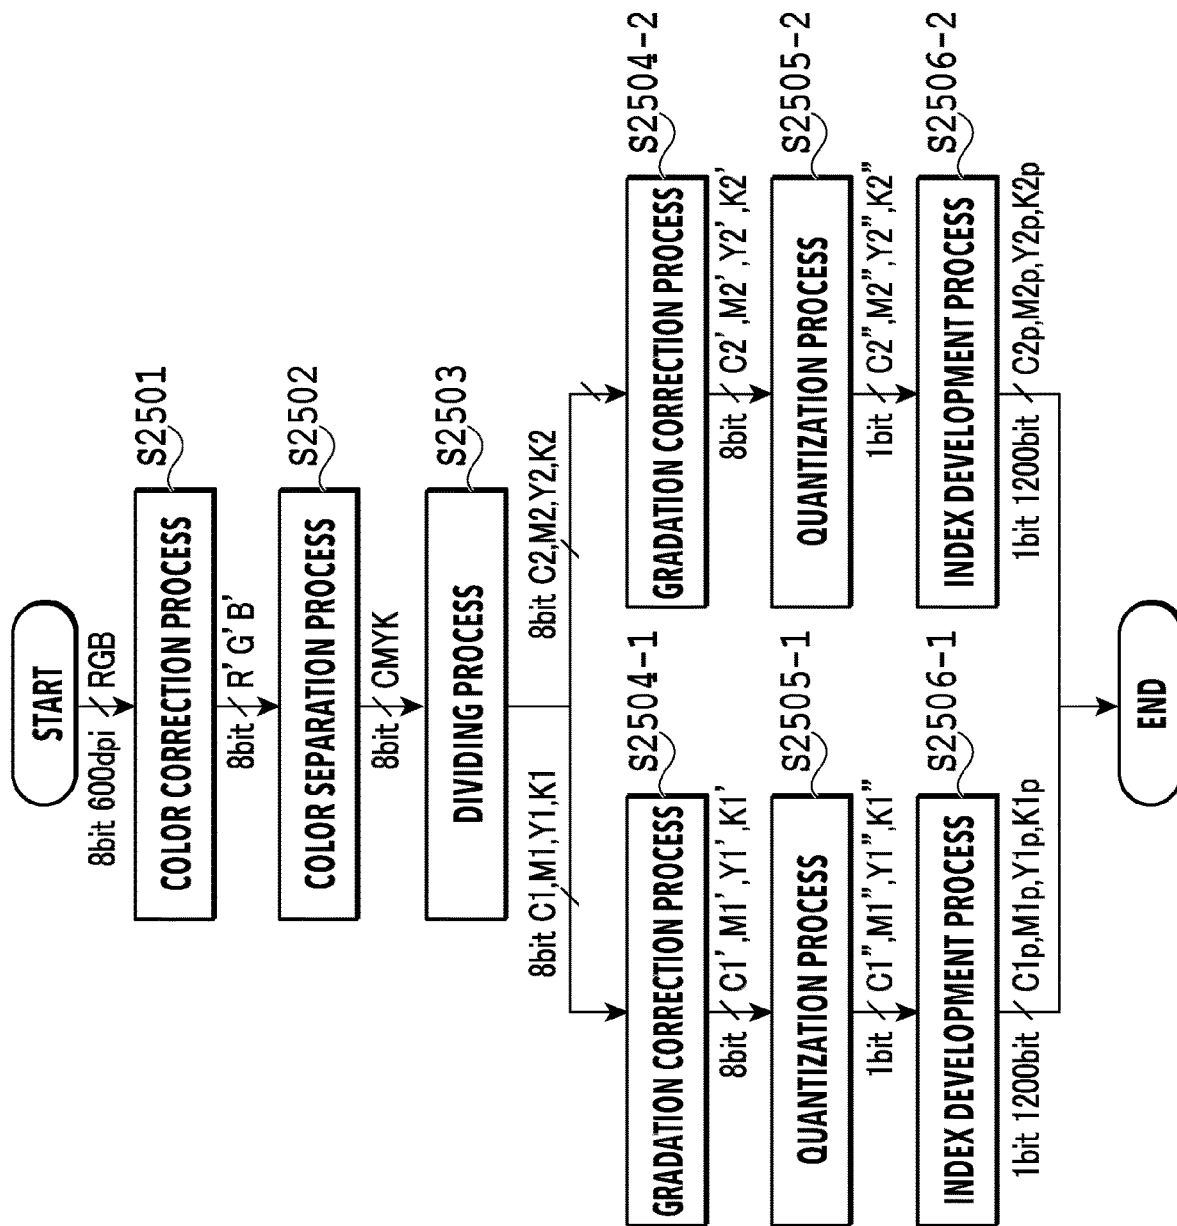 START
8bit 600dpi RGB
COLOR CORRECTION PROCESS
S2501
8bit R' G' B'
COLOR SEPARATION PROCESS
S2502
8bit CMYK
DIVIDING PROCESS
S2503
8bit C1,M1,Y1,K1
8bit C2,M2,Y2,K2
GRADATION CORRECTION PROCESS
S2504-1
8bit C1',M1',Y1',K1'
QUANTIZATION PROCESS
S2505-1
1bit C1",M1",Y1",K1"
INDEX DEVELOPMENT PROCESS
S2506-1
1bit 1200bit C1p,M1p,Y1p,K1p
GRADATION CORRECTION PROCESS
S2504-2
8bit C2',M2',Y2',K2'
QUANTIZATION PROCESS
S2505-2
1bit C2",M2",Y2",K2"
INDEX DEVELOPMENT PROCESS
S2506-2
1bit 1200bit C2p,M2p,Y2p,K2p
END